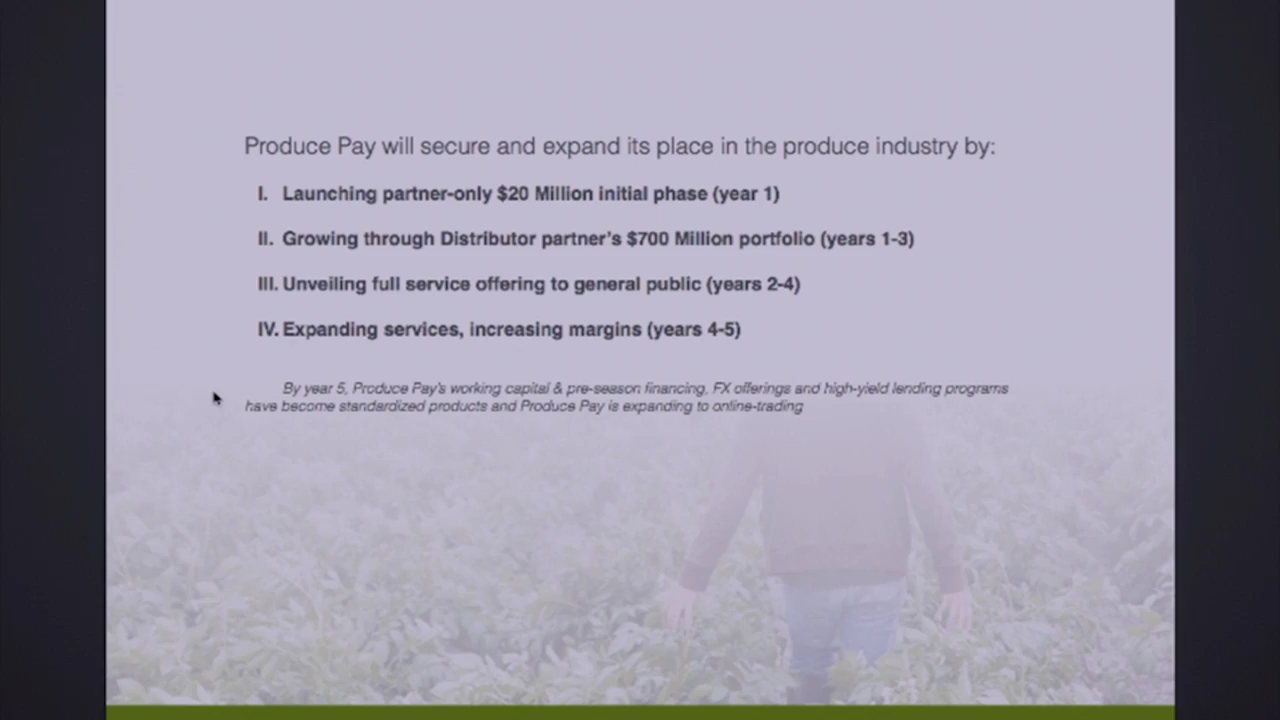 Produce Pay will secure and expand its place in the produce industry by:
I. Launching partner-only $20 Million initial phase (year 1)
II. Growing through Distributor partner's $700 Million portfolio (years 1-3)
III. Unveiling full service offering to general public (years 2-4)
IV. Expanding services, increasing margins (years 4-5)
By year 5, Produce Pay's working capital & pre-season financing, FX offerings and high-yield lending programs
have become standardized products and Produce Pay is expanding to online-trading